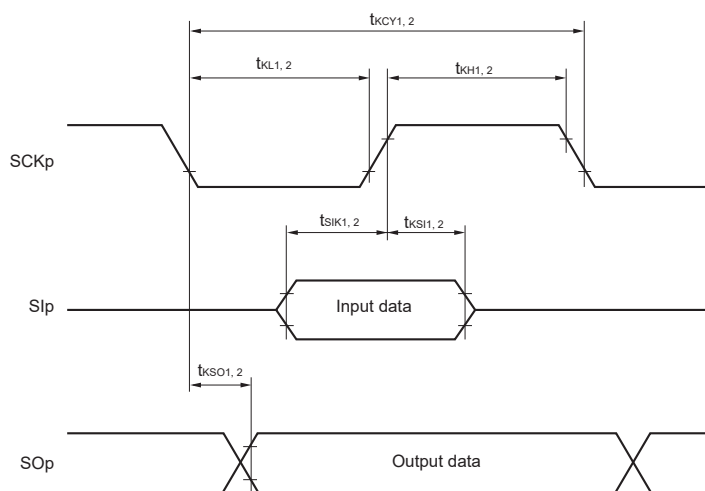 tKCY1, 2
tKL1, 2
tKH1, 2
SCKp
tSIK1, 2
tKSI1, 2
SIp
Input data
tKSO1, 2
SOp
Output data